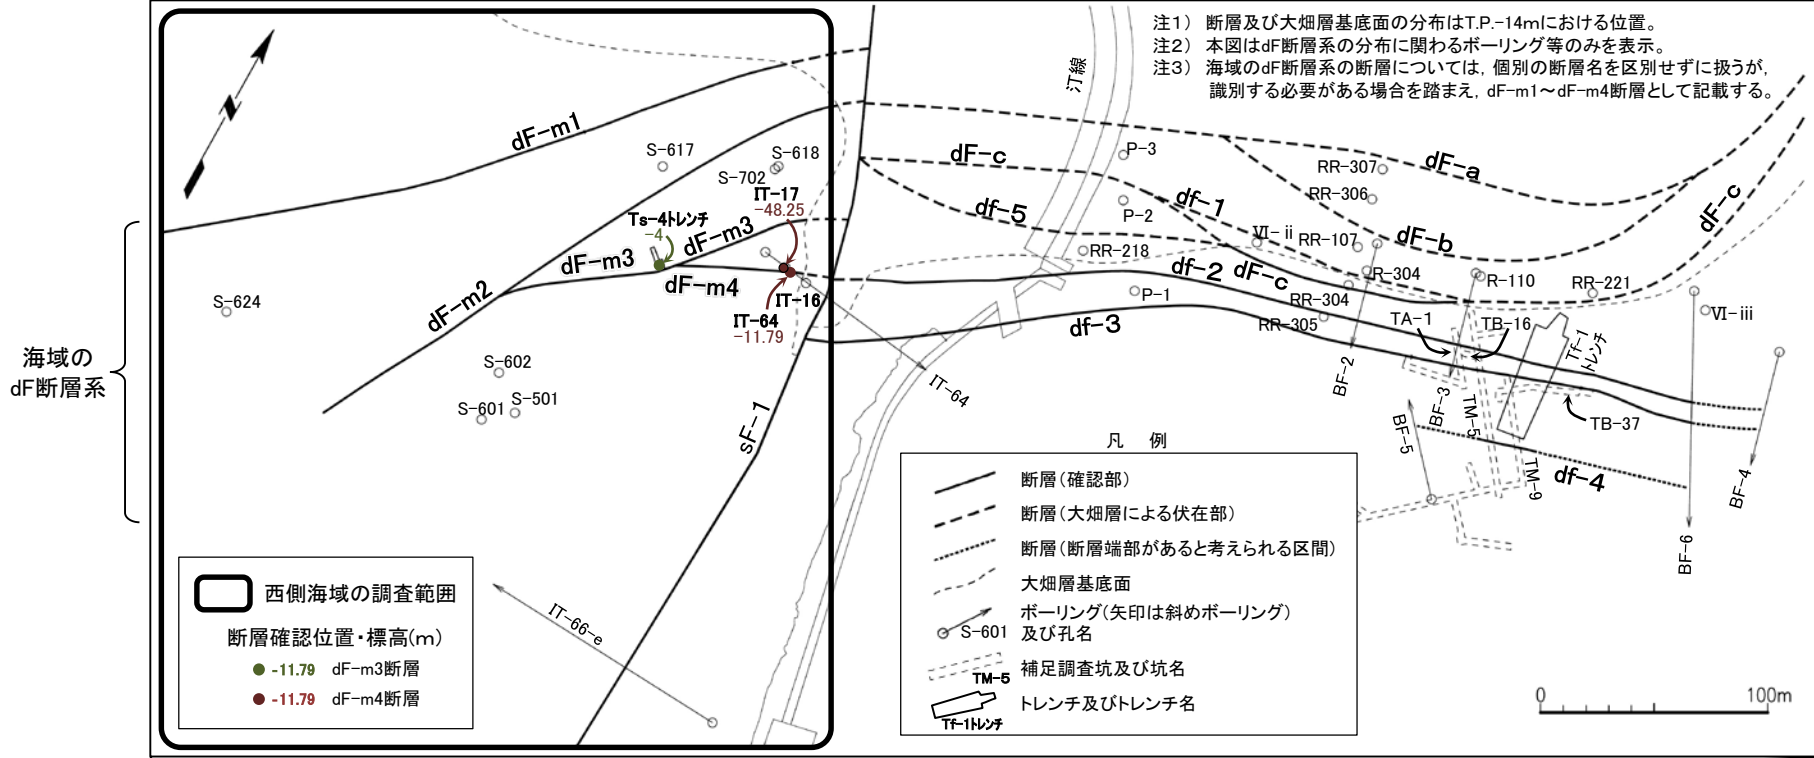 注1） 断層及び大畑層基底面の分布はT.P.-14mにおける位置。
注2） 本図はdF断層系の分布に関わるボーリング等のみを表示。
注3） 海域のdF断層系の断層については，個別の断層名を区別せずに扱うが，
識別する必要がある場合を踏まえ，dF-m1～dF-m4断層として記載する。
N
汀線
dF-m1
S-617
S-618
S-702
IT-17
-48.25
Ts-4トレンチ
-4
dF-m3
dF-m3
dF-m4
dF-m2
S-624
IT-16
IT-64
-11.79
S-602
S-601
S-501
sF-1
IT-64
IT-66-e
海域の
dF断層系
dF-c
P-3
df-5
df-1
P-2
RR-307
RR-306
dF-a
dF-b
dF-c
Ⅵ-ⅱ
RR-107
RR-218
df-2
dF-c
R-304
RR-304
R-110
RR-221
P-1
df-3
RR-305
TA-1
TB-16
Tf-1
トレンチ
Ⅵ-ⅲ
BF-2
BF-3
TM-5
BF-5
TB-37
TM-9
df-4
BF-4
BF-6
西側海域の調査範囲
断層確認位置・標高(m)
-11.79 dF-m3断層
-11.79 dF-m4断層
凡 例
断層（確認部）
断層（大畑層による伏在部）
断層（断層端部があると考えられる区間）
大畑層基底面
ボーリング（矢印は斜めボーリング）
S-601 及び孔名
補足調査坑及び坑名
TM-5
トレンチ及びトレンチ名
Tf-1トレンチ
0 100m